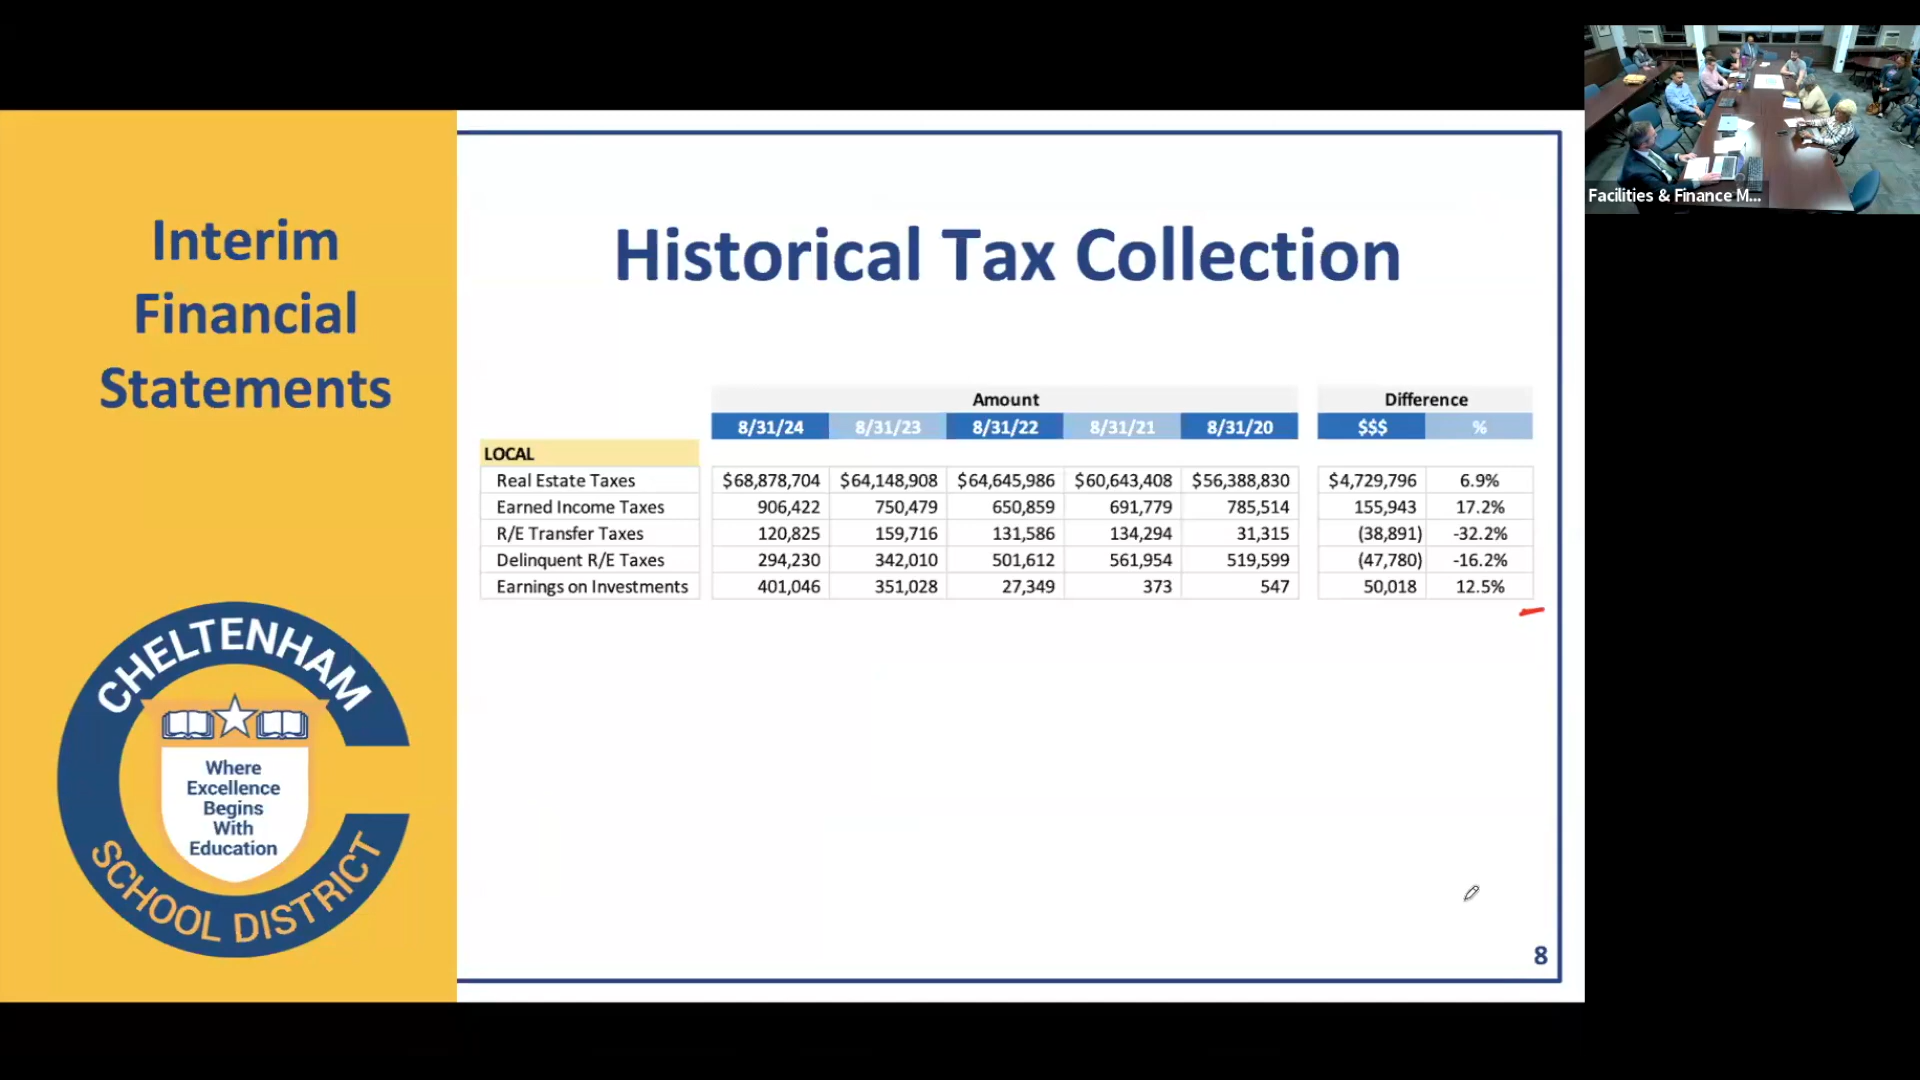 Facilities & Finance M...
Interim
Financial
Statements
Historical Tax Collection
Amount Difference
8/31/24 8/31/23 8/31/22 8/31/21 8/31/20 $$$ %
LOCAL
Real Estate Taxes $68,878,704 $64,148,908 $64,645,986 $60,643,408 $56,388,830 $4,729,796 6.9%
Earned Income Taxes 906,422 750,479 650,859 691,779 785,514 155,943 17.2%
R/E Transfer Taxes 120,825 159,716 131,586 134,294 31,315 (38,891) -32.2%
Delinquent R/E Taxes 294,230 342,010 501,612 561,954 519,599 (47,780) -16.2%
Earnings on Investments 401,046 351,028 27,349 373 547 50,018 12.5%
CHELTENHAM
Where
Excellence
Begins
With
Education
SCHOOL DISTRICT
8